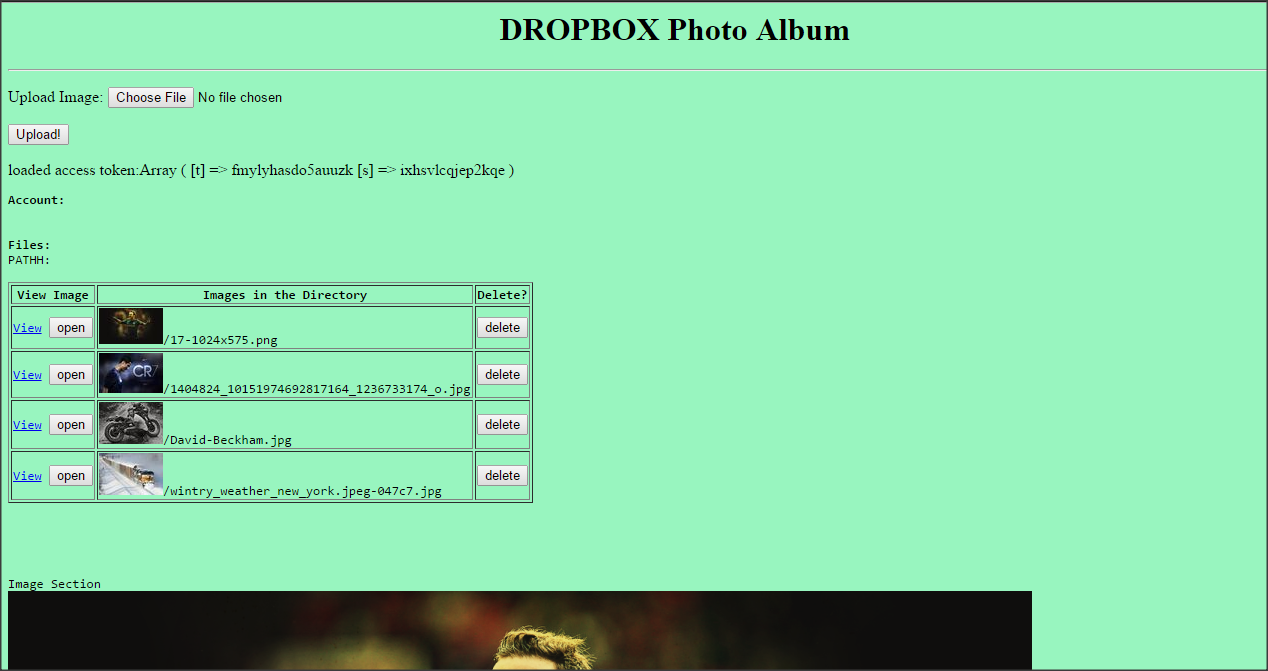 DROPBOX Photo Album
Upload Image: Choose File No file chosen
Upload!
loaded access token:Array ( [t] => fmylyhasdo5auuzk [s] => ixhsvlcqjep2kqe )
Account:
Files:
PATHH:
View Image Images in the Directory Delete?
View open /17-1024x575.png delete
CR7
View open /1404824_10151974692817164_1236733174_o.jpg delete
View open /David-Beckham.jpg delete
View open /wintry_weather_new_york.jpeg-047c7.jpg delete
Image Section